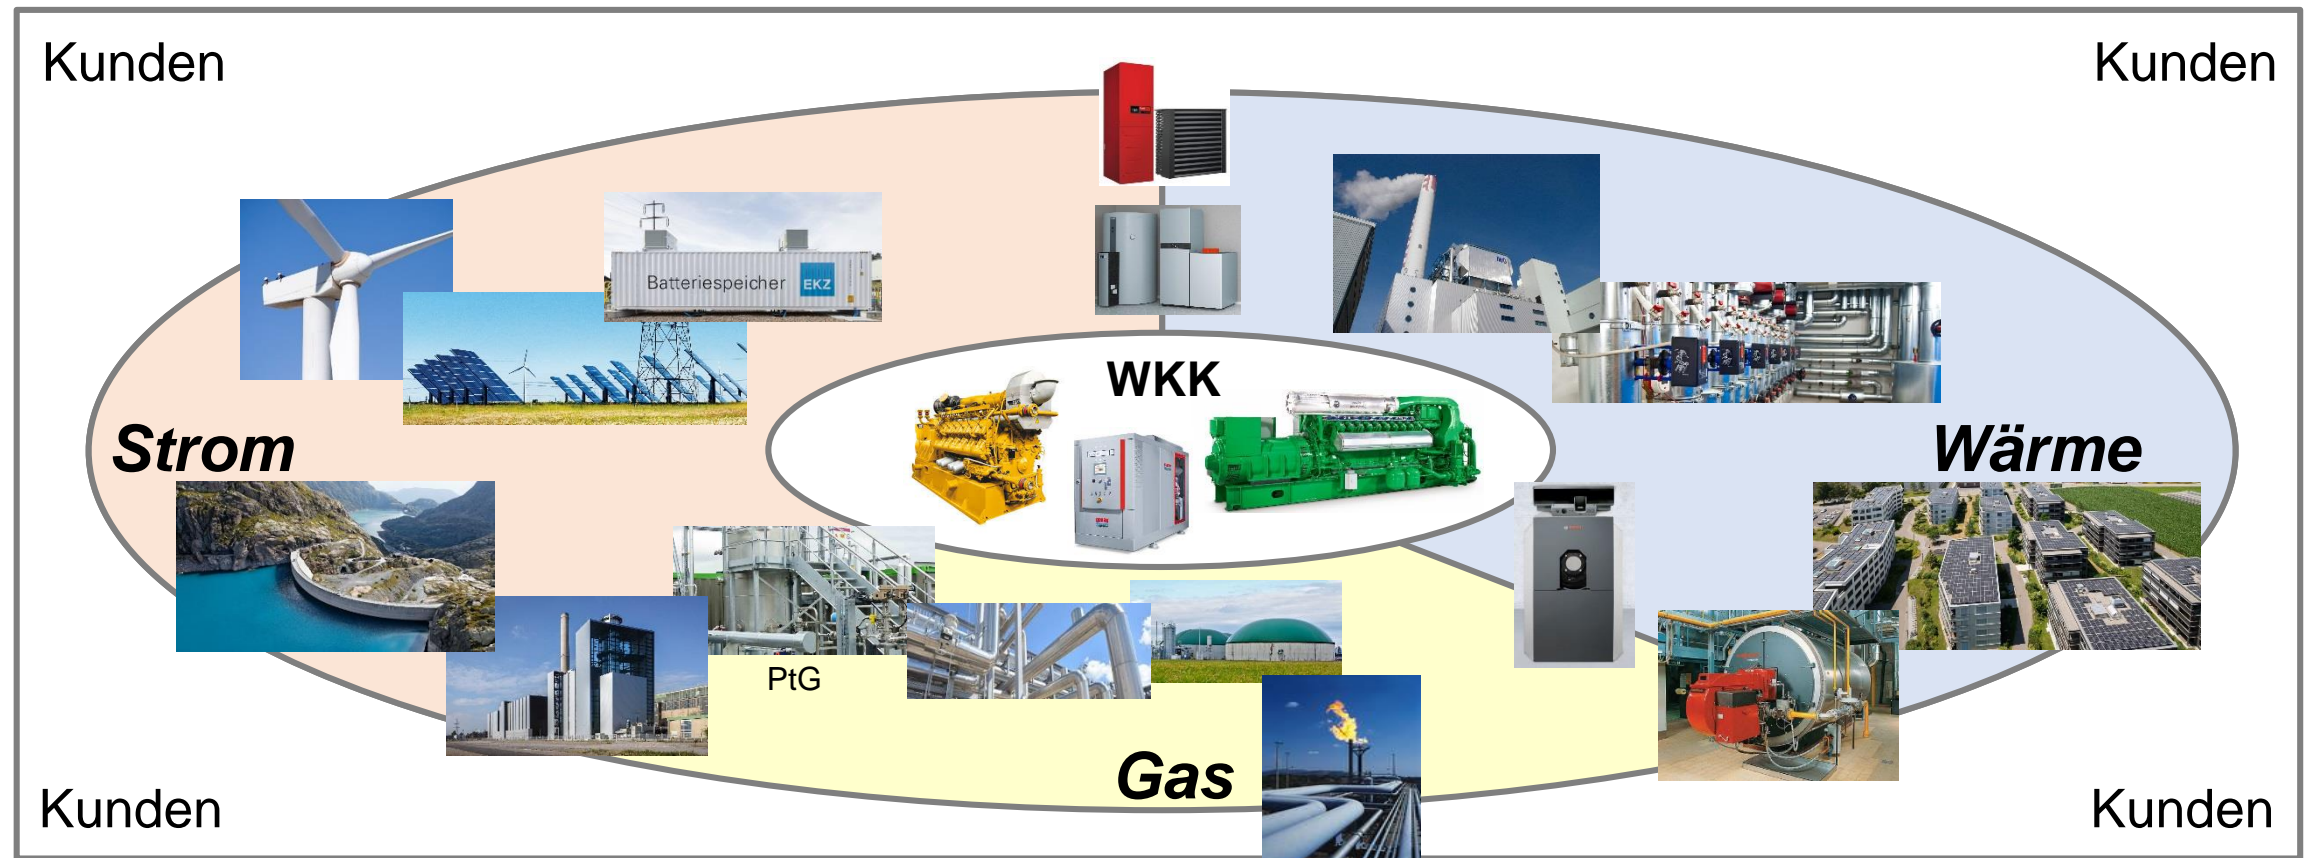 Kunden
Kunden
Batteriespeicher
EKZ
WKK
Strom
Wärme
PtG
Gas
Kunden
Kunden